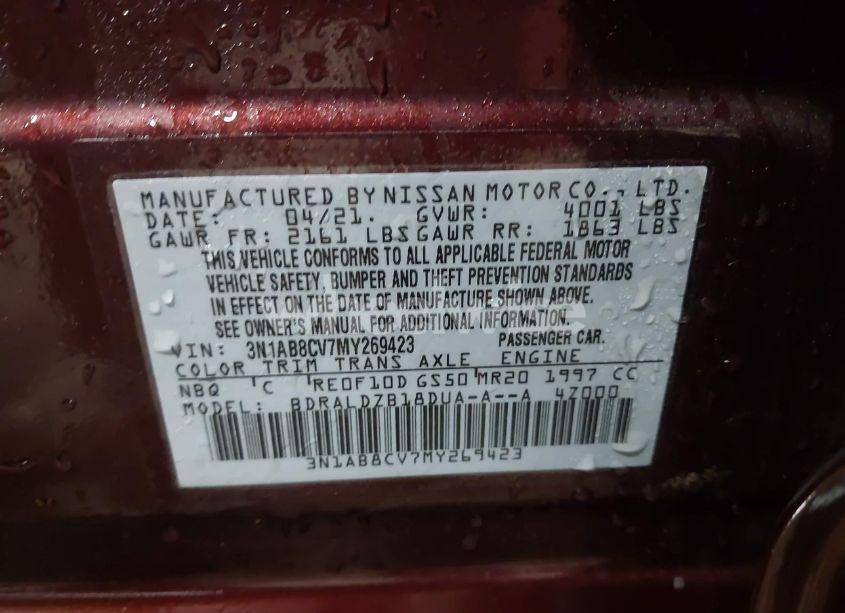 MANUFACTURED BY NISSAN MOTOR CO., LTD.
DATE: 04/21. GVWR: 4001 LBS
GAWR FR: 2161 LBS GAWR RR: 1863 LBS
THIS VEHICLE CONFORMS TO ALL APPLICABLE FEDERAL MOTOR
VEHICLE SAFETY, BUMPER AND THEFT PREVENTION STANDARDS
IN EFFECT ON THE DATE OF MANUFACTURE SHOWN ABOVE.
SEE OWNER'S MANUAL FOR ADDITIONAL INFORMATION.
VIN: 3N1AB8CV7MY269423 PASSENGER CAR.
COLOR TRIM TRANS AXLE ENGINE
NBQ C RE0F10D GS50 MR20 1997 CC
MODEL: BDRALDZB18DUA-A--A 4Z000
3N1AB8CV7MY269423